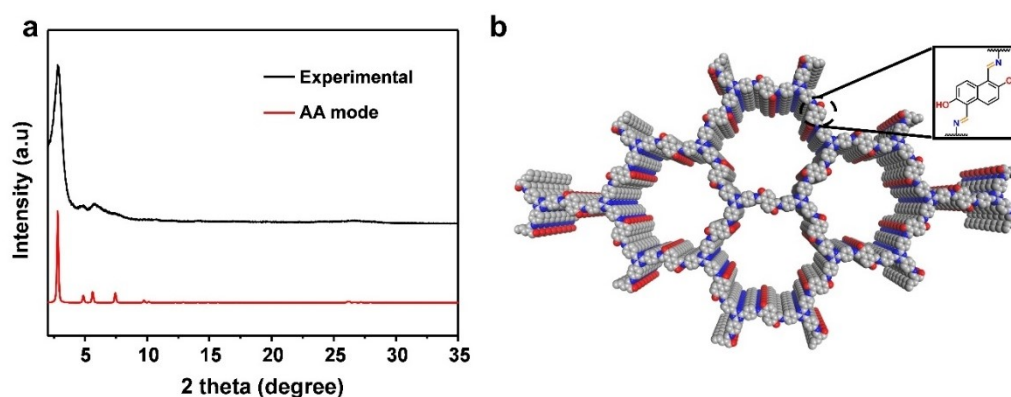 a
Experimental
AA mode
Intensity (a.u)
5 10 15 20 25 30 35
2 theta (degree)
b
N
HO
N